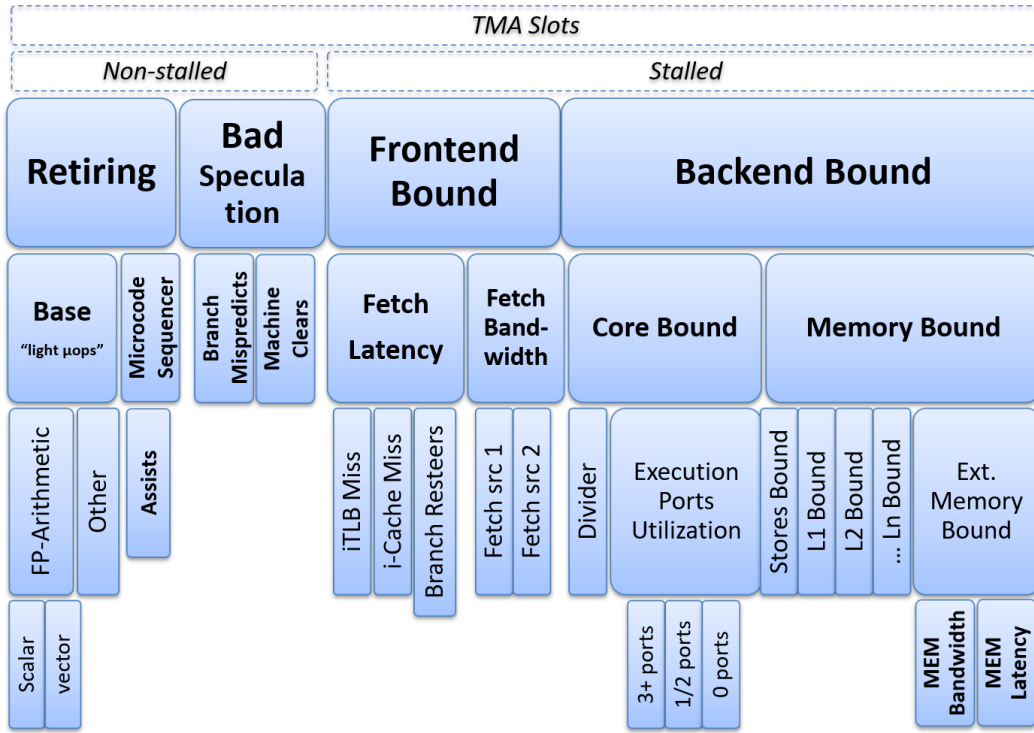 TMA Slots
Non-stalled
Stalled
Retiring
Bad
Specula
tion
Frontend
Bound
Backend Bound
Base
“light µops”
Microcode
Sequencer
Branch
Mispredicts
Machine
Clears
Fetch
Latency
Fetch
Band-
width
Core Bound
Memory Bound
FP-Arithmetic
Other
Assists
iTLB Miss
i-Cache Miss
Branch Resteers
Fetch src 1
Fetch src 2
Divider
Execution
Ports
Utilization
Stores Bound
L1 Bound
L2 Bound
... Ln Bound
Ext.
Memory
Bound
Scalar
vector
3+ ports
1/2 ports
0 ports
MEM
Bandwidth
MEM
Latency